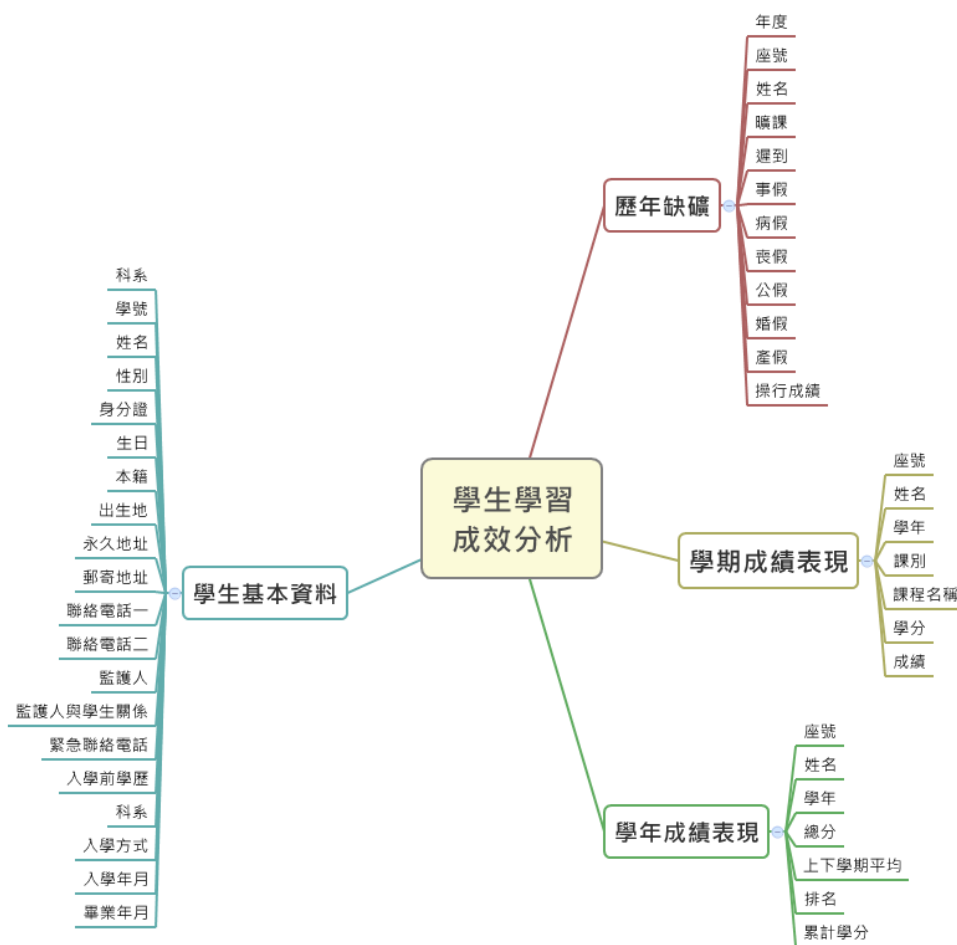 學生學習
成效分析
歷年缺礦
年度
座號
姓名
曠課
遲到
事假
病假
喪假
公假
婚假
產假
操行成績
學期成績表現
座號
姓名
學年
課別
課程名稱
學分
成績
學年成績表現
座號
姓名
學年
總分
上下學期平均
排名
累計學分
學生基本資料
科系
學號
姓名
性別
身分證
生日
本籍
出生地
永久地址
郵寄地址
聯絡電話一
聯絡電話二
監護人
監護人與學生關係
緊急聯絡電話
入學前學歷
科系
入學方式
入學年月
畢業年月